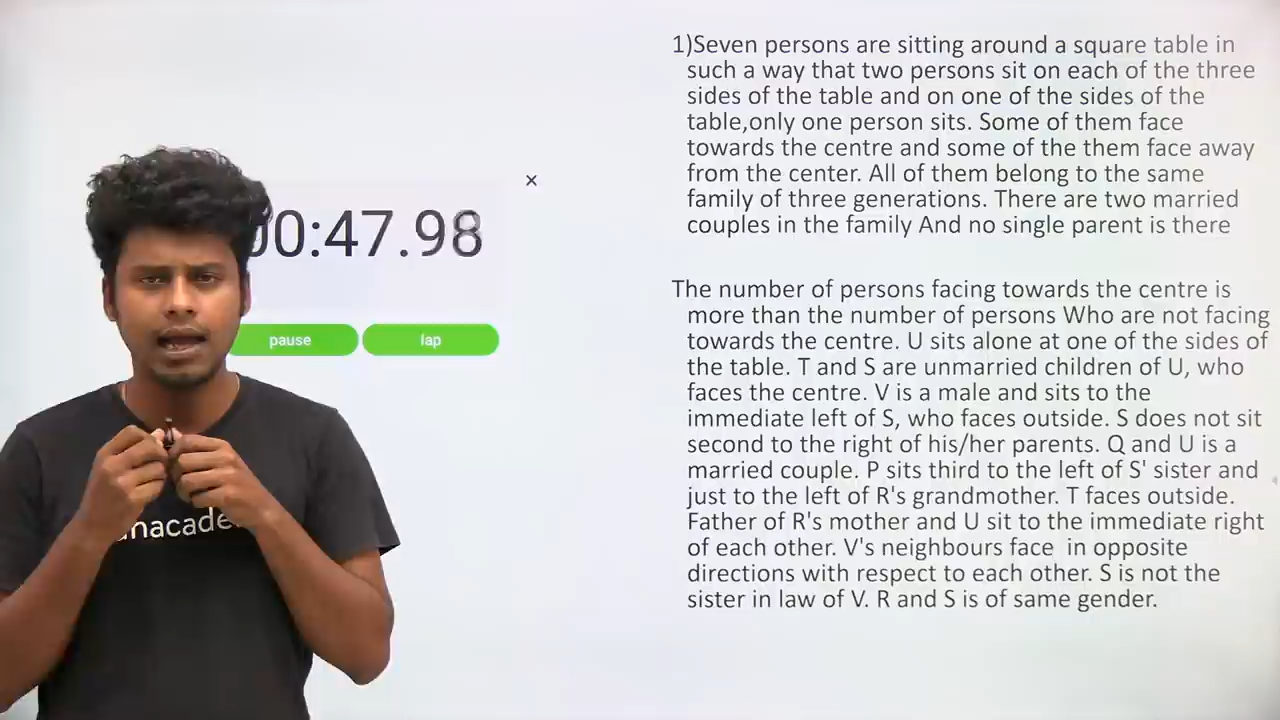 1)Seven persons are sitting around a square table in
such a way that two persons sit on each of the three
sides of the table and on one of the sides of the
table,only one person sits. Some of them face
towards the centre and some of the them face away
from the center. All of them belong to the same
family of three generations. There are two married
couples in the family And no single parent is there
The number of persons facing towards the centre is
more than the number of persons Who are not facing
towards the centre. U sits alone at one of the sides of
the table. T and S are unmarried children of U, who
faces the centre. V is a male and sits to the
immediate left of S, who faces outside. S does not sit
second to the right of his/her parents. Q and U is a
married couple. P sits third to the left of S' sister and
just to the left of R's grandmother. T faces outside.
Father of R's mother and U sit to the immediate right
of each other. V's neighbours face in opposite
directions with respect to each other. S is not the
sister in law of V. R and S is of same gender.
00:47.98
×
pause
lap